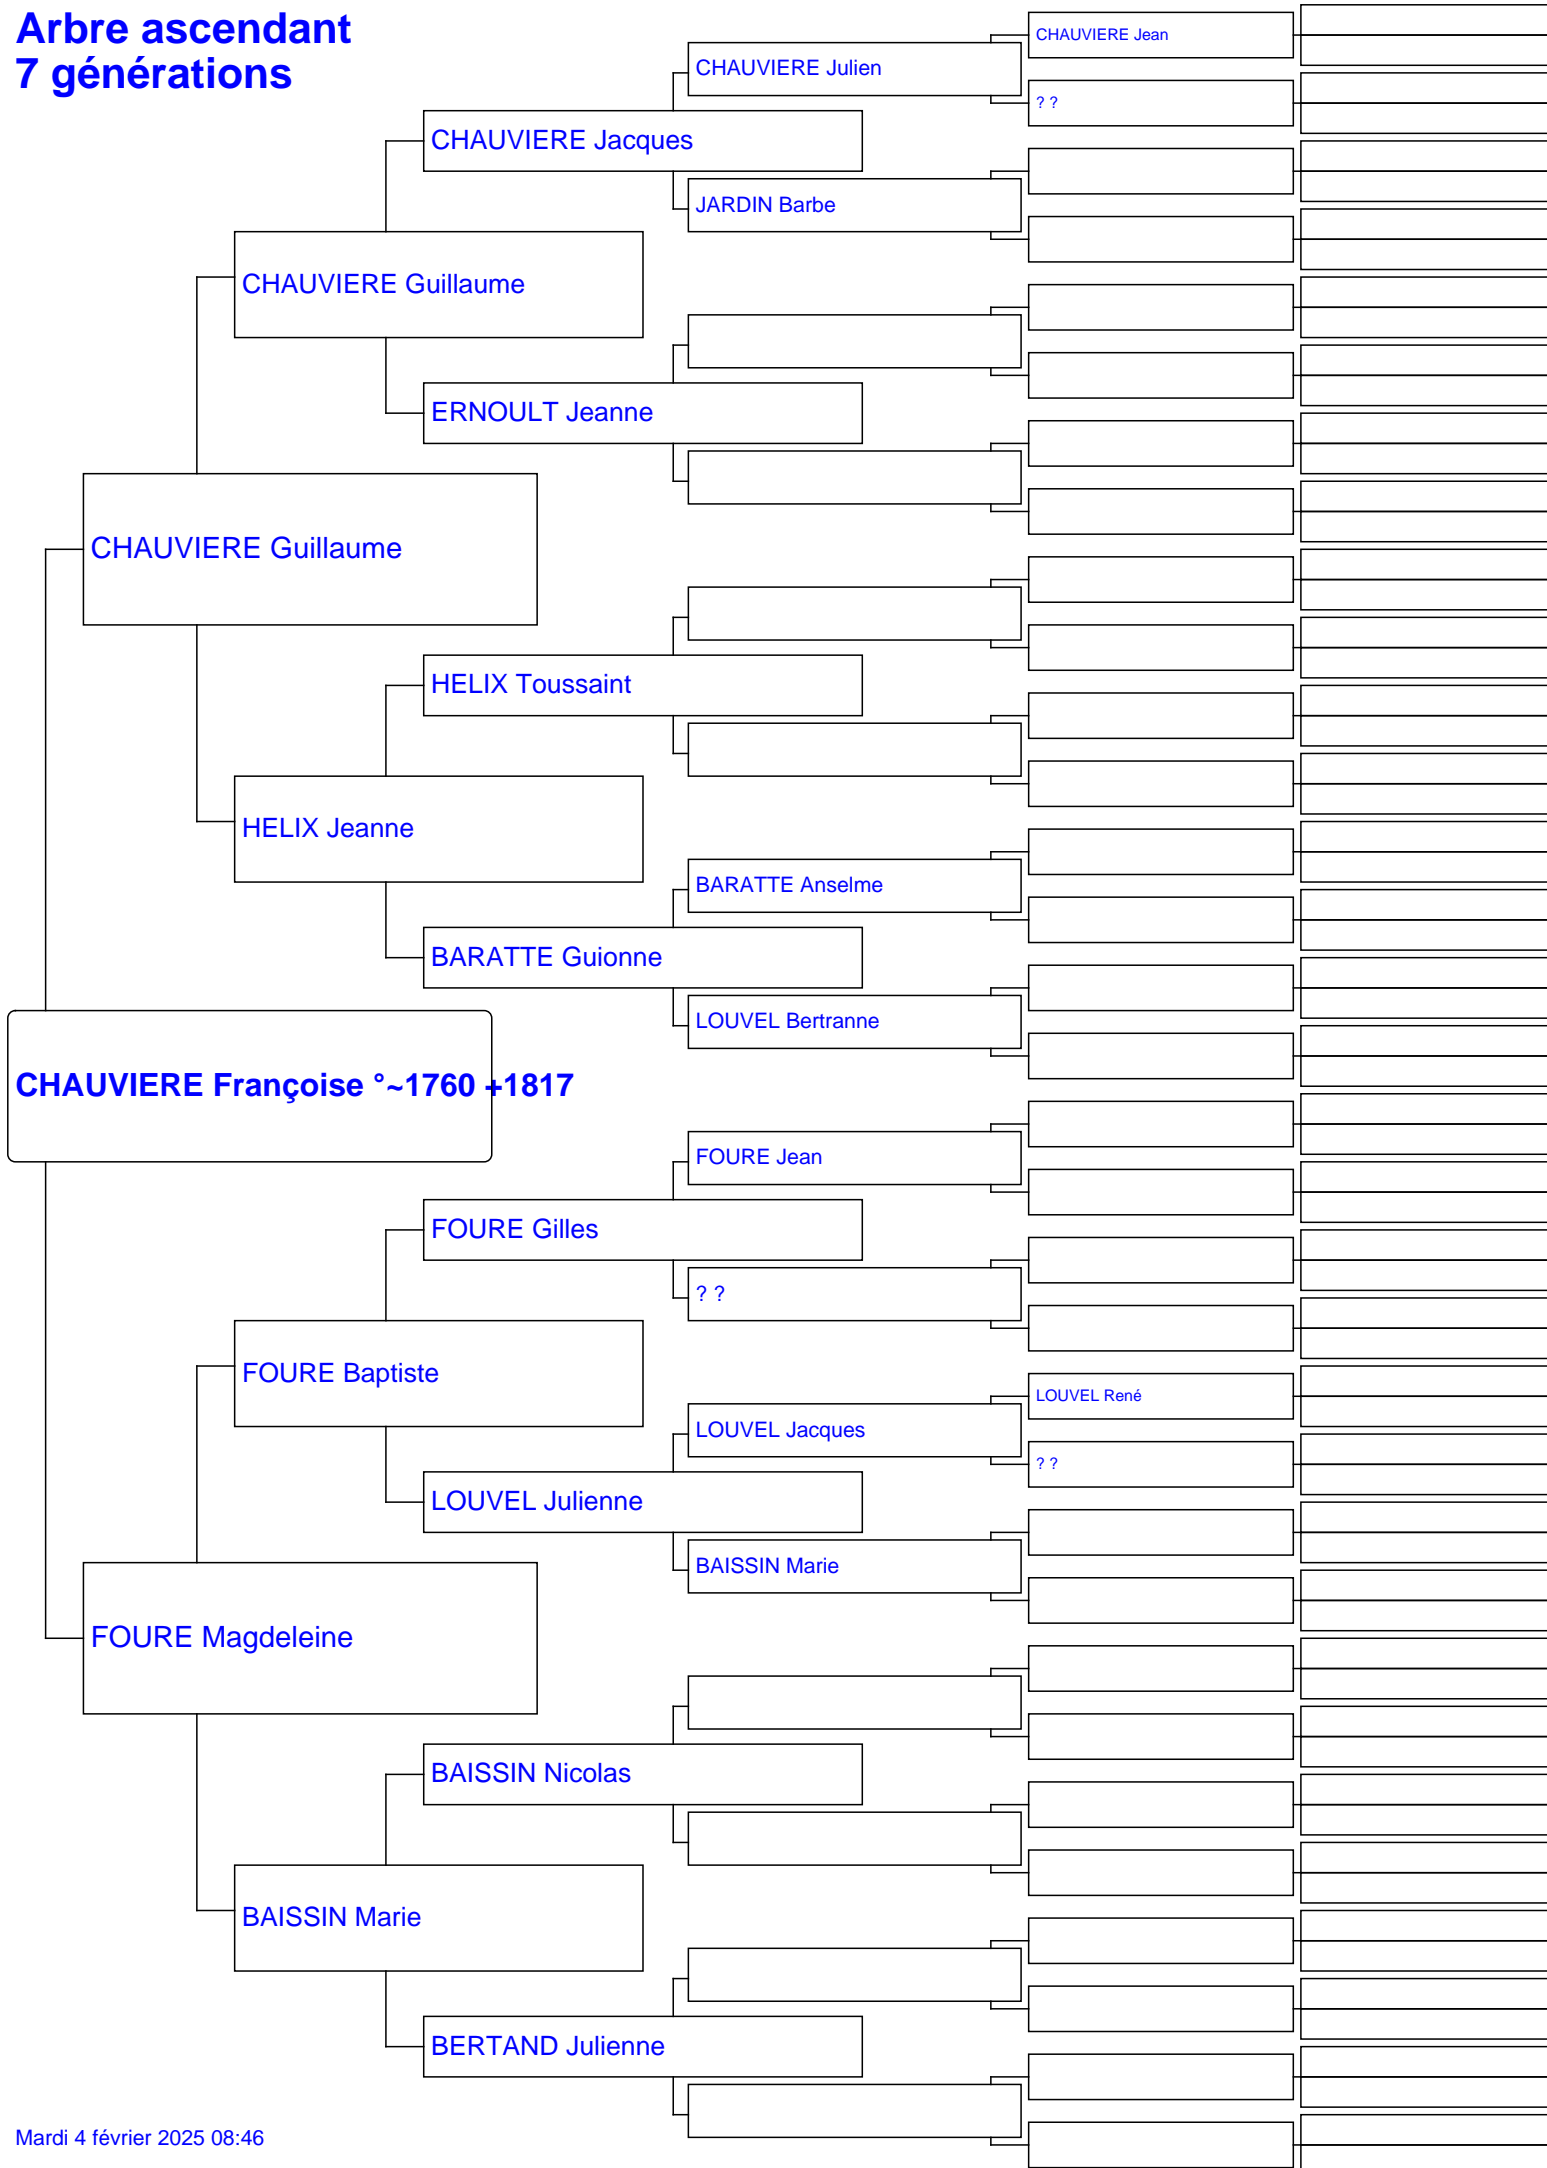 Arbre ascendant
7 générations
CHAUVIERE Jean
CHAUVIERE Julien
? ?
CHAUVIERE Jacques
JARDIN Barbe
CHAUVIERE Guillaume
ERNOULT Jeanne
CHAUVIERE Guillaume
HELIX Toussaint
HELIX Jeanne
BARATTE Anselme
BARATTE Guionne
LOUVEL Bertranne
CHAUVIERE Françoise °~1760 +1817
FOURE Jean
FOURE Gilles
? ?
FOURE Baptiste
LOUVEL René
LOUVEL Jacques
? ?
LOUVEL Julienne
BAISSIN Marie
FOURE Magdeleine
BAISSIN Nicolas
BAISSIN Marie
BERTAND Julienne
Mardi 4 février 2025 08:46